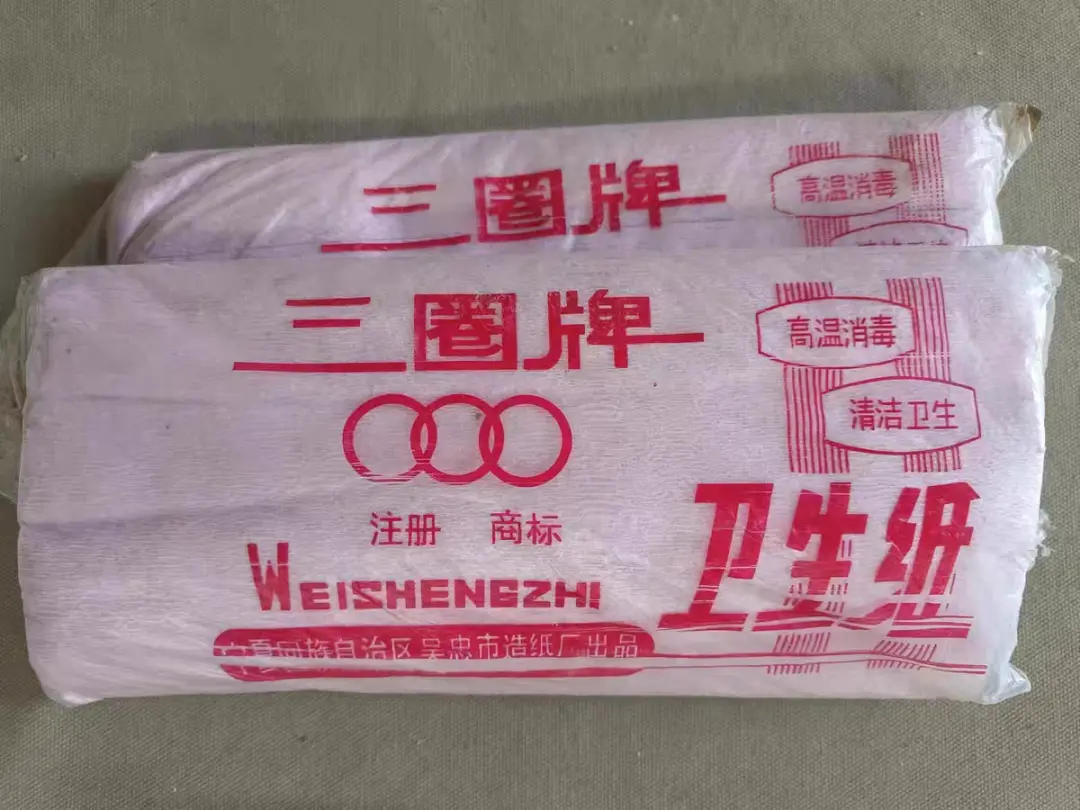 三圈牌
高温消毒
三圈牌
高温消毒
清洁卫生
注册 商标
WEISHENGZHI
卫生纸
宁夏回族自治区吴忠市造纸厂出品